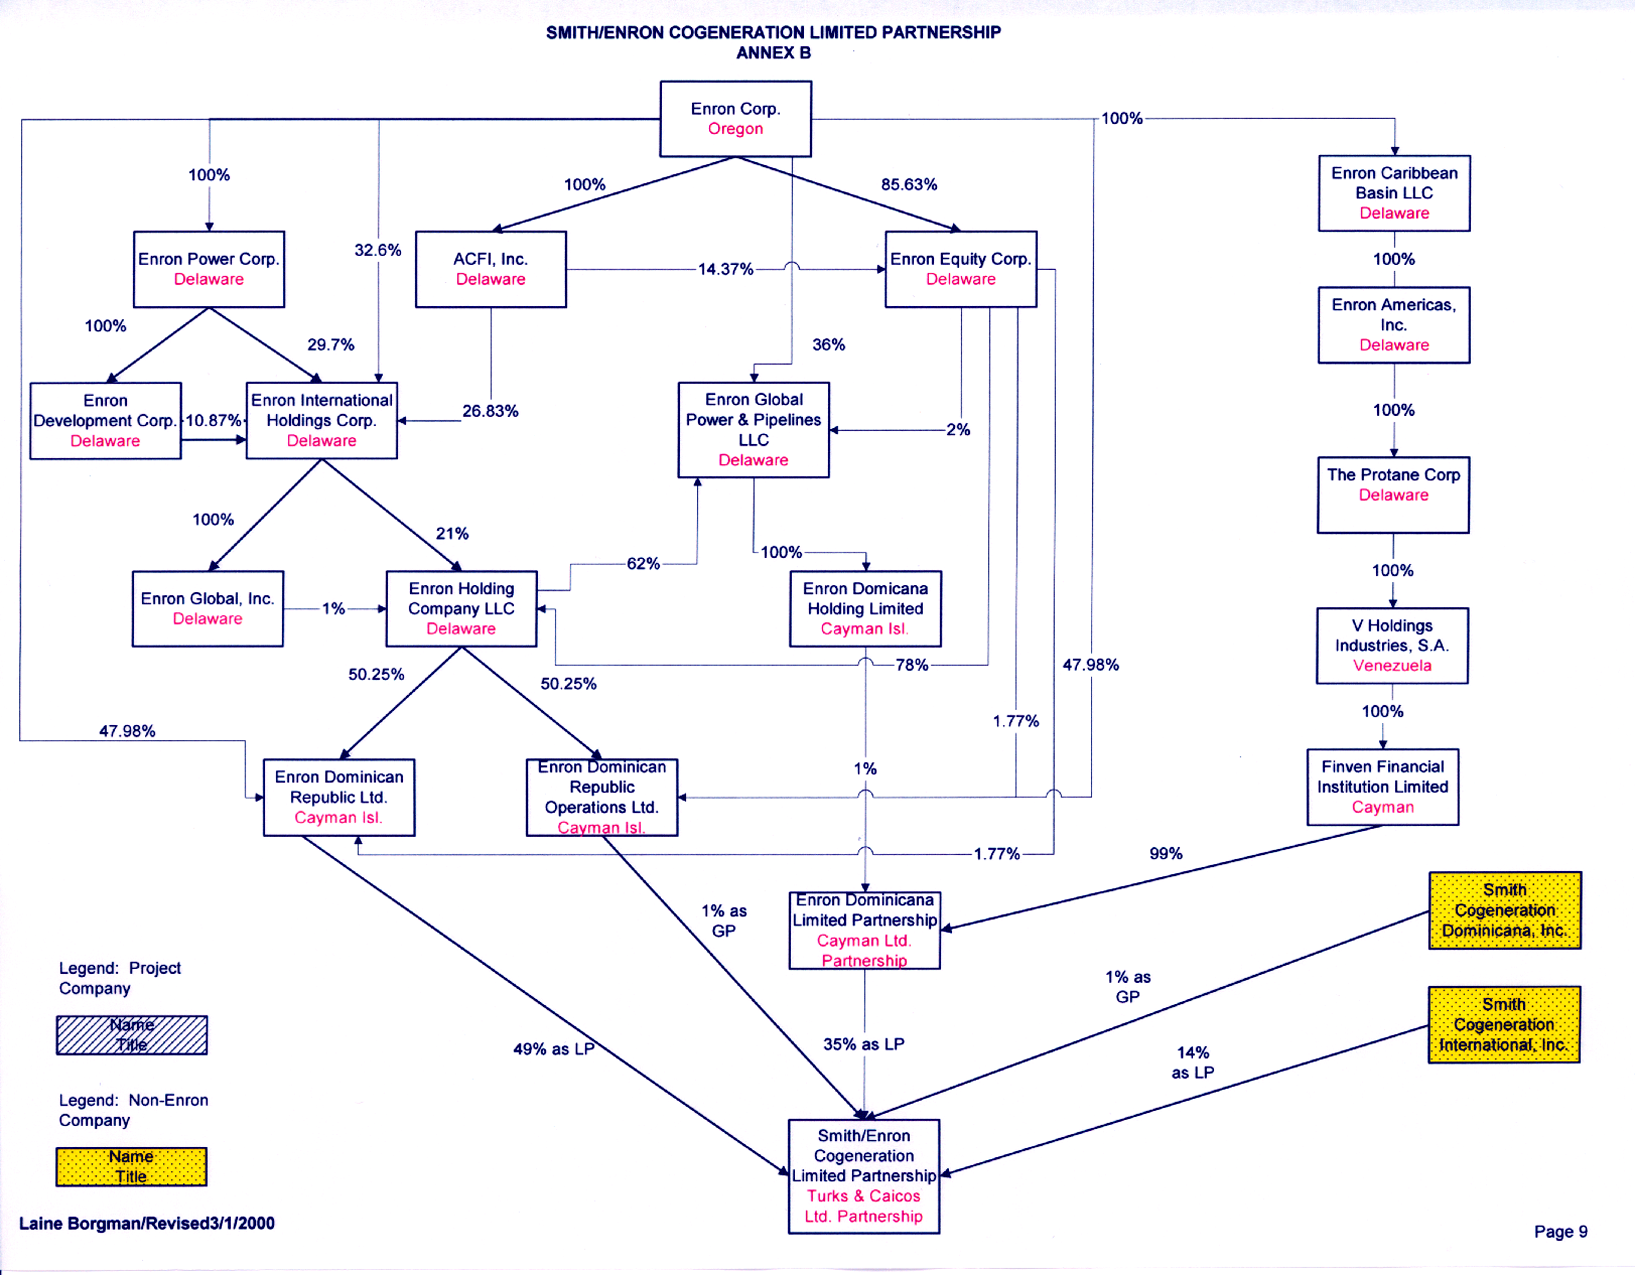 SMITH/ENRON COGENERATION LIMITED PARTNERSHIP
ANNEX B
Enron Corp.
Oregon
100%
Enron Caribbean
Basin LLC
Delaware
100%
100%
85.63%
32.6%
Enron Power Corp.
Delaware
ACFI, Inc.
Delaware
14.37%
Enron Equity Corp.
Delaware
100%
Enron Americas,
Inc.
Delaware
100%
29.7%
36%
Enron
Development Corp.
Delaware
10.87%
Enron International
Holdings Corp.
Delaware
26.83%
Enron Global
Power & Pipelines
LLC
Delaware
2%
100%
The Protane Corp
Delaware
100%
21%
62%
100%
100%
Enron Global, Inc.
Delaware
1%
Enron Holding
Company LLC
Delaware
Enron Domicana
Holding Limited
Cayman Isl.
V Holdings
Industries, S.A.
Venezuela
50.25%
50.25%
78%
47.98%
1.77%
100%
47.98%
Enron Dominican
Republic Ltd.
Cayman Isl.
Enron Dominican
Republic
Operations Ltd.
Cayman Isl.
1%
Finven Financial
Institution Limited
Cayman
1.77%
99%
1% as
GP
Enron Dominicana
Limited Partnership
Cayman Ltd.
Partnership
Smith
Cogeneration
Dominicana, Inc.
Legend:  Project
Company
1% as
GP
Name
Title
Smith
Cogeneration
International, Inc.
49% as LP
35% as LP
14%
as LP
Legend:  Non-Enron
Company
Name
Title
Smith/Enron
Cogeneration
Limited Partnership
Turks & Caicos
Ltd. Partnership
Laine Borgman/Revised3/1/2000
Page 9